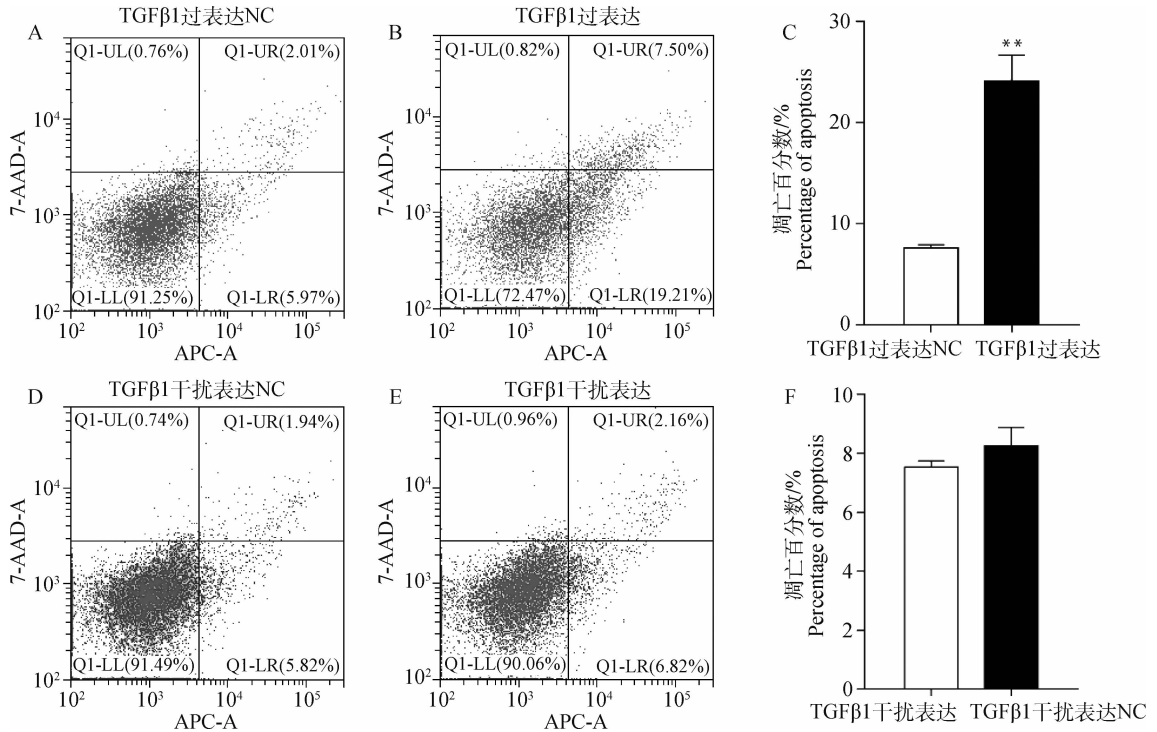 A
TGFβ1过表达NC
Q1-UL(0.76%)
Q1-UR(2.01%)
10⁴
10³
10²
7-AAD-A
Q1-LL(91.25%)
Q1-LR(5.97%)
10²
10³
10⁴
10⁵
APC-A
B
TGFβ1过表达
Q1-UL(0.82%)
Q1-UR(7.50%)
10⁴
10³
10²
7-AAD-A
Q1-LL(72.47%)
Q1-LR(19.21%)
10²
10³
10⁴
10⁵
APC-A
C
30
20
10
0
凋亡百分数/%
Percentage of apoptosis
**
TGFβ1过表达NC
TGFβ1过表达
D
TGFβ1干扰表达NC
Q1-UL(0.74%)
Q1-UR(1.94%)
10⁴
10³
10²
7-AAD-A
Q1-LL(91.49%)
Q1-LR(5.82%)
10²
10³
10⁴
10⁵
APC-A
E
TGFβ1干扰表达
Q1-UL(0.96%)
Q1-UR(2.16%)
10⁴
10³
10²
7-AAD-A
Q1-LL(90.06%)
Q1-LR(6.82%)
10²
10³
10⁴
10⁵
APC-A
F
10
8
6
4
2
0
凋亡百分数/%
Percentage of apoptosis
TGFβ1干扰表达
TGFβ1干扰表达NC